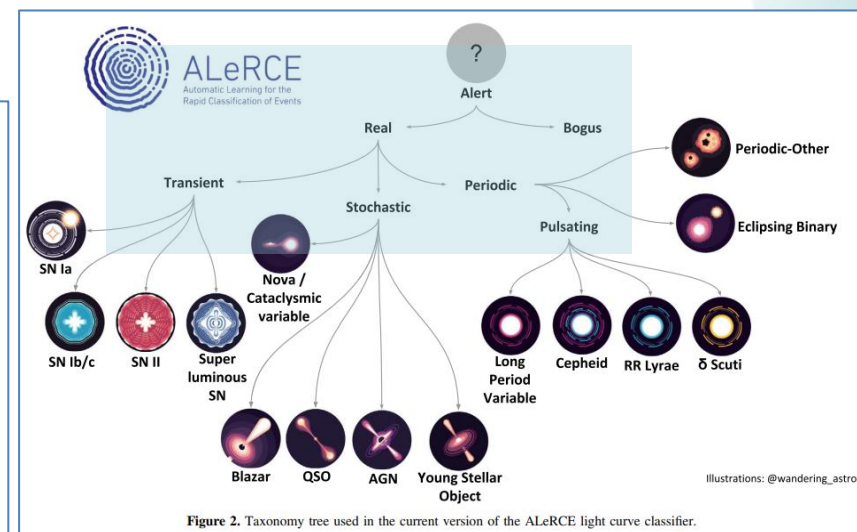 ALeRCE
Automatic Learning for the
Rapid Classification of Events
?
Alert
Real
Bogus
Periodic-Other
Transient
Periodic
Stochastic
Eclipsing Binary
Pulsating
SN Ia
Nova /
Cataclysmic
variable
SN Ib/c
SN II
Super
luminous
SN
Long
Period
Variable
Cepheid
RR Lyrae
δ Scuti
Blazar
QSO
AGN
Young Stellar
Object
Illustrations: @wandering_astro
Figure 2. Taxonomy tree used in the current version of the ALeRCE light curve classifier.